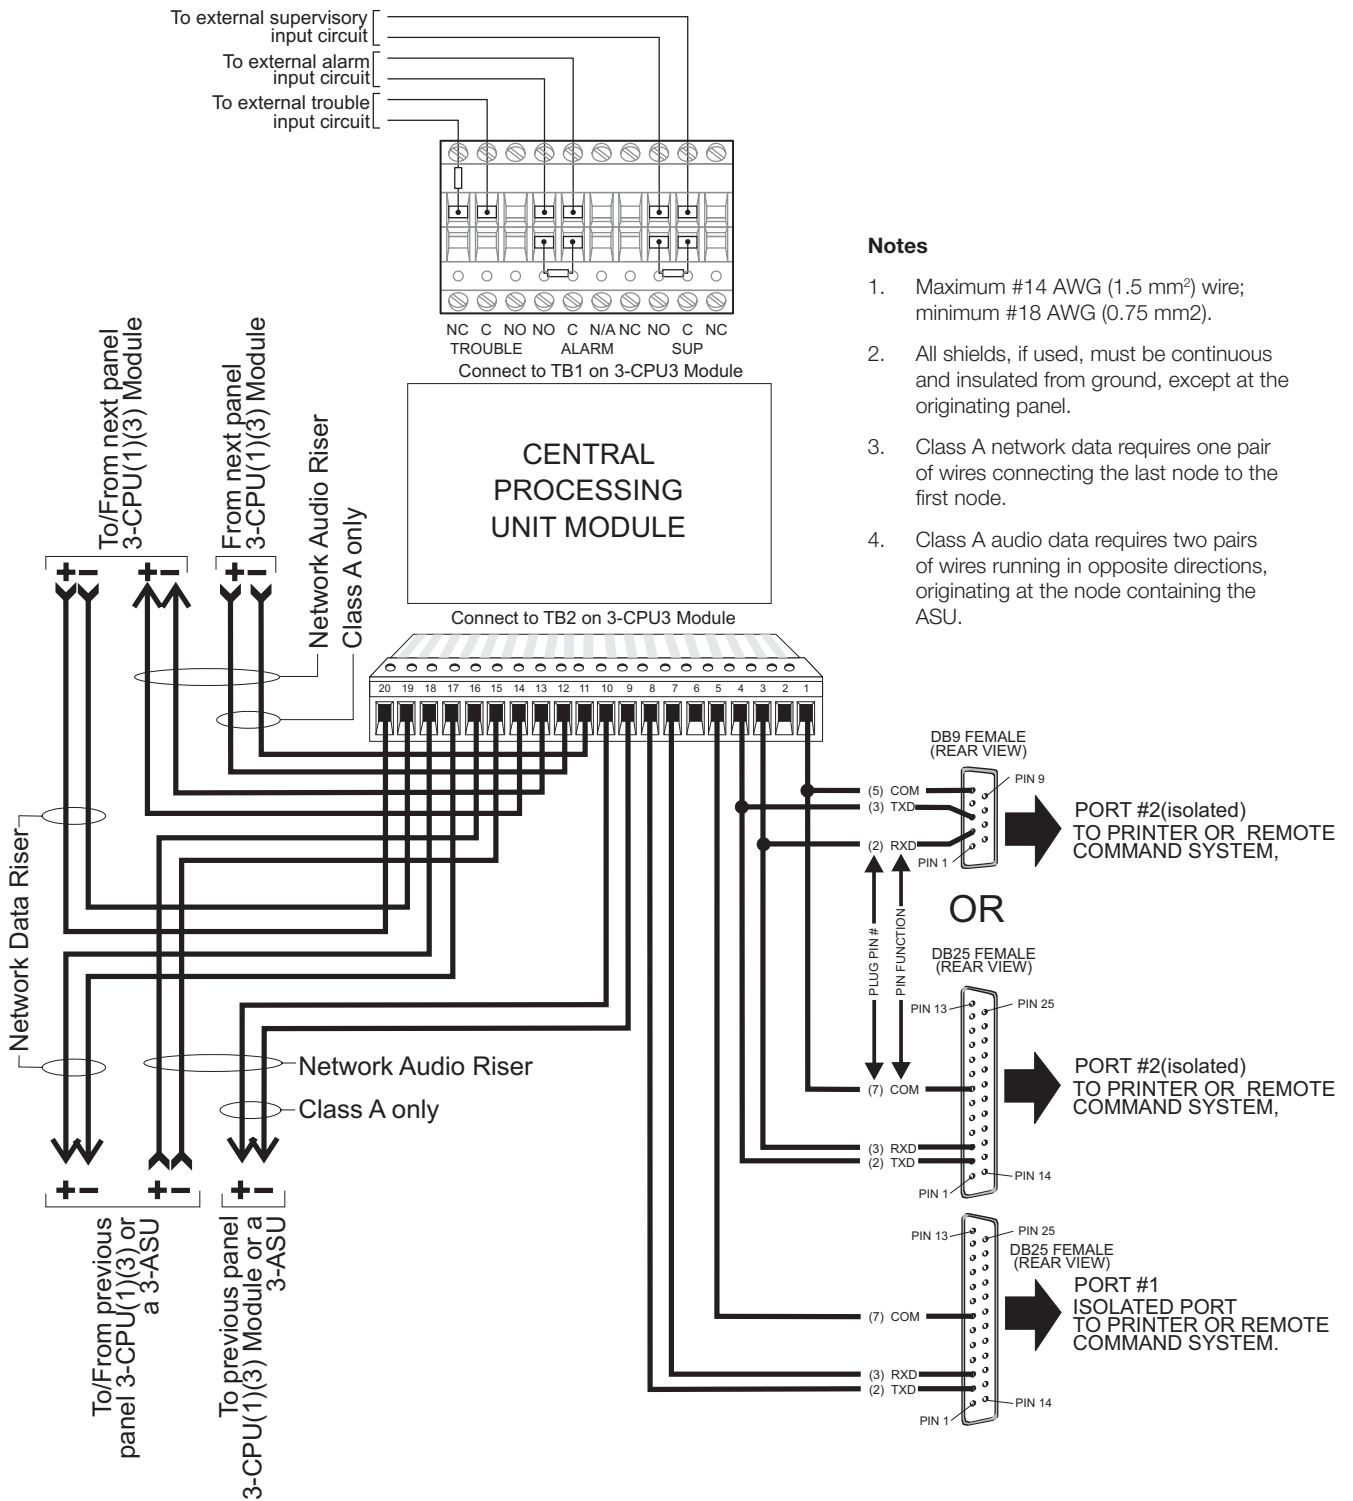 To external supervisory
input circuit
To external alarm
input circuit
To external trouble
input circuit
NC C NO NO C N/A NC NO C NC
TROUBLE ALARM SUP
Connect to TB1 on 3-CPU3 Module
CENTRAL
PROCESSING
UNIT MODULE
Connect to TB2 on 3-CPU3 Module
20 19 18 17 16 15 14 13 12 11 10 9 8 7 6 5 4 3 2 1
Notes
1. Maximum #14 AWG (1.5 mm²) wire;
minimum #18 AWG (0.75 mm2).
2. All shields, if used, must be continuous
and insulated from ground, except at the
originating panel.
3. Class A network data requires one pair
of wires connecting the last node to the
first node.
4. Class A audio data requires two pairs
of wires running in opposite directions,
originating at the node containing the
ASU.
To/From next panel
3-CPU(1)(3) Module
From next panel
3-CPU(1)(3) Module
+ − + − + −
Network Audio Riser
Class A only
Network Data Riser
Network Audio Riser
Class A only
+ − + − + −
To/From previous
panel 3-CPU(1)(3) or
a 3-ASU
To previous panel
3-CPU(1)(3) Module or a
3-ASU
DB9 FEMALE
(REAR VIEW)
PIN 9
(5) COM
(3) TXD
(2) RXD
PIN 1
PORT #2(isolated)
TO PRINTER OR REMOTE
COMMAND SYSTEM,
PLUG PIN #
PIN FUNCTION
OR
DB25 FEMALE
(REAR VIEW)
PIN 13
PIN 25
(7) COM
(3) RXD
(2) TXD
PIN 1
PIN 14
PORT #2(isolated)
TO PRINTER OR REMOTE
COMMAND SYSTEM,
PIN 13
PIN 25
DB25 FEMALE
(REAR VIEW)
(7) COM
(3) RXD
(2) TXD
PIN 1
PIN 14
PORT #1
ISOLATED PORT
TO PRINTER OR REMOTE
COMMAND SYSTEM.